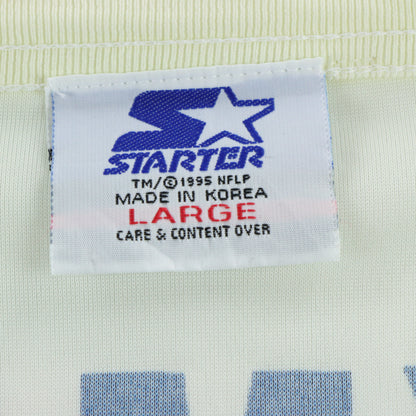 STARTER
TM/©1995 NFLP
MADE IN KOREA
LARGE
CARE & CONTENT OVER